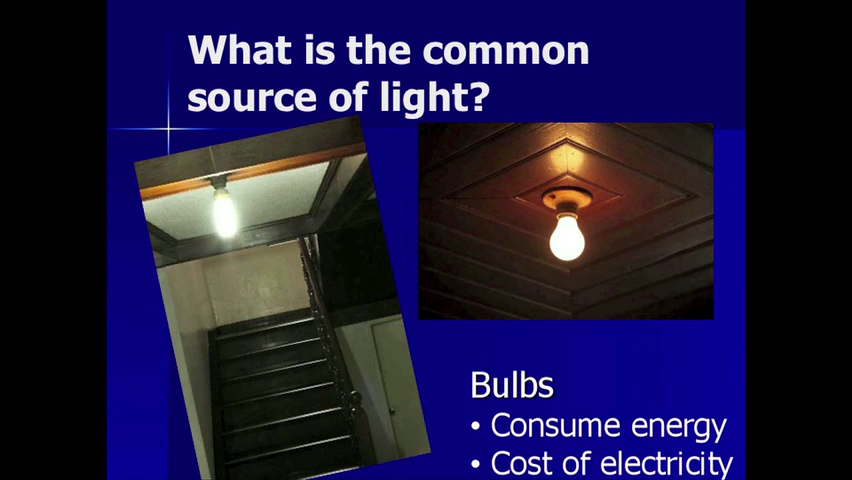 What is the common
source of light?
Bulbs
• Consume energy
• Cost of electricity